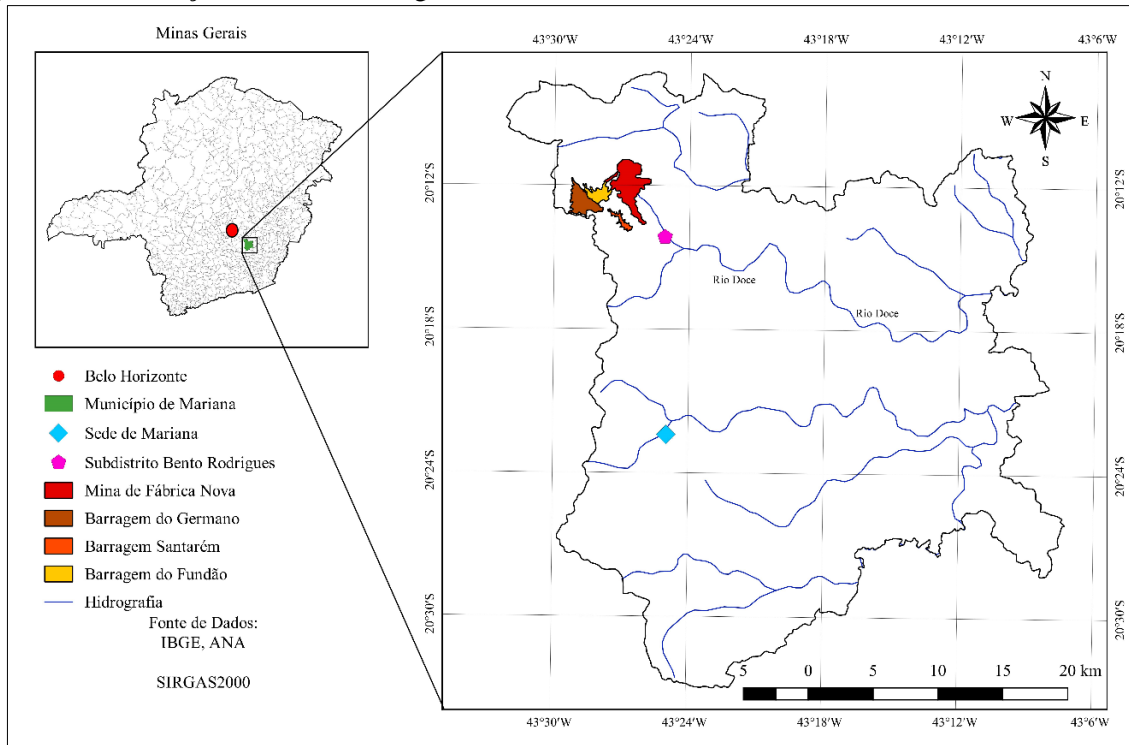 Minas Gerais
Belo Horizonte
Município de Mariana
Sede de Mariana
Subdistrito Bento Rodrigues
Mina de Fábrica Nova
Barragem do Germano
Barragem Santarém
Barragem do Fundão
Hidrografia
Fonte de Dados:
IBGE, ANA
SIRGAS2000
43°30'W 43°24'W 43°18'W 43°12'W 43°6'W
N
W E
S
20°12'S 20°12'S
Rio Doce
Rio Doce
20°18'S 20°18'S
20°24'S 20°24'S
20°30'S 20°30'S
5 0 5 10 15 20 km
43°30'W 43°24'W 43°18'W 43°12'W 43°6'W